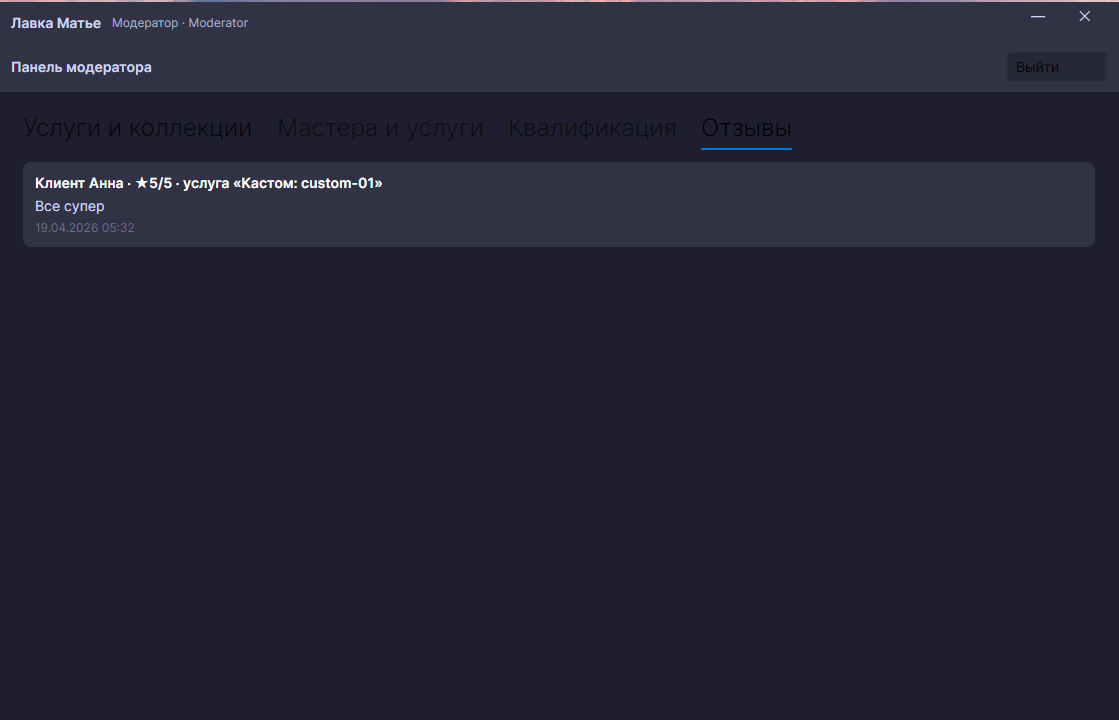 Лавка Матье Модератор · Moderator
Панель модератора
Выйти
Услуги и коллекции Мастера и услуги Квалификация Отзывы
Клиент Анна · ★5/5 · услуга «Кастом: custom-01»
Все супер
19.04.2026 05:32